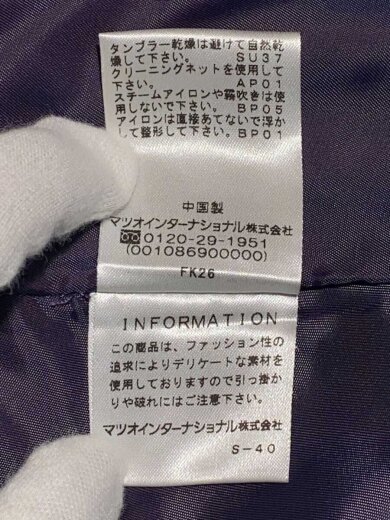 タンブラー乾燥は避けて自然乾
燥して下さい。 SU37
クリーニングネットを使用して
下さい。 AP01
スチームアイロンや霧吹きは使
用しないで下さい。 BP05
アイロンは直接あてないで浮か
して整形して下さい。BP01
中国製
マツオインターナショナル株式会社
0120-29-1951
(001086900000)
FK26
INFORMATION
この商品は、ファッション性の
追求によりデリケートな素材を
使用しておりますので引っ掛か
りや破れにはご注意下さい。
マツオインターナショナル株式会社
S-40